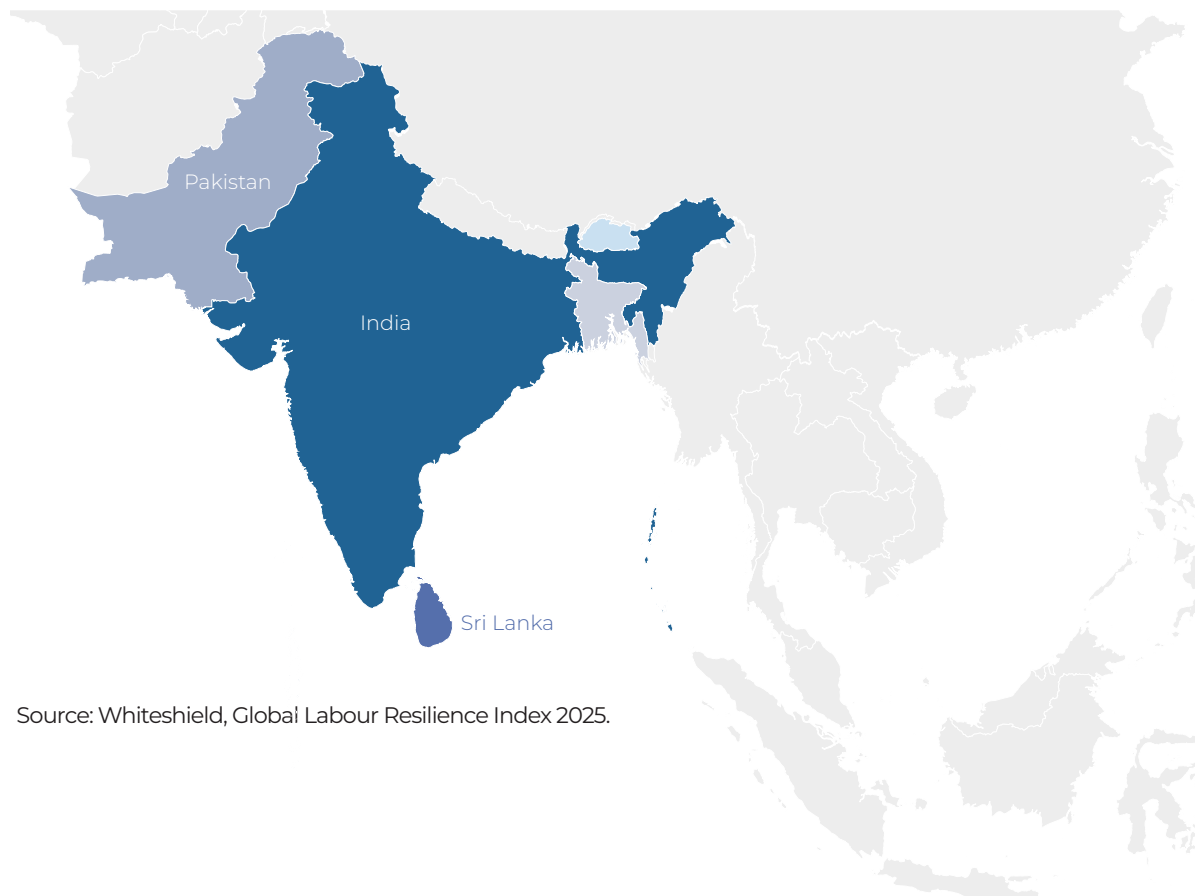 Pakistan
India
Sri Lanka
Source: Whiteshield, Global Labour Resilience Index 2025.